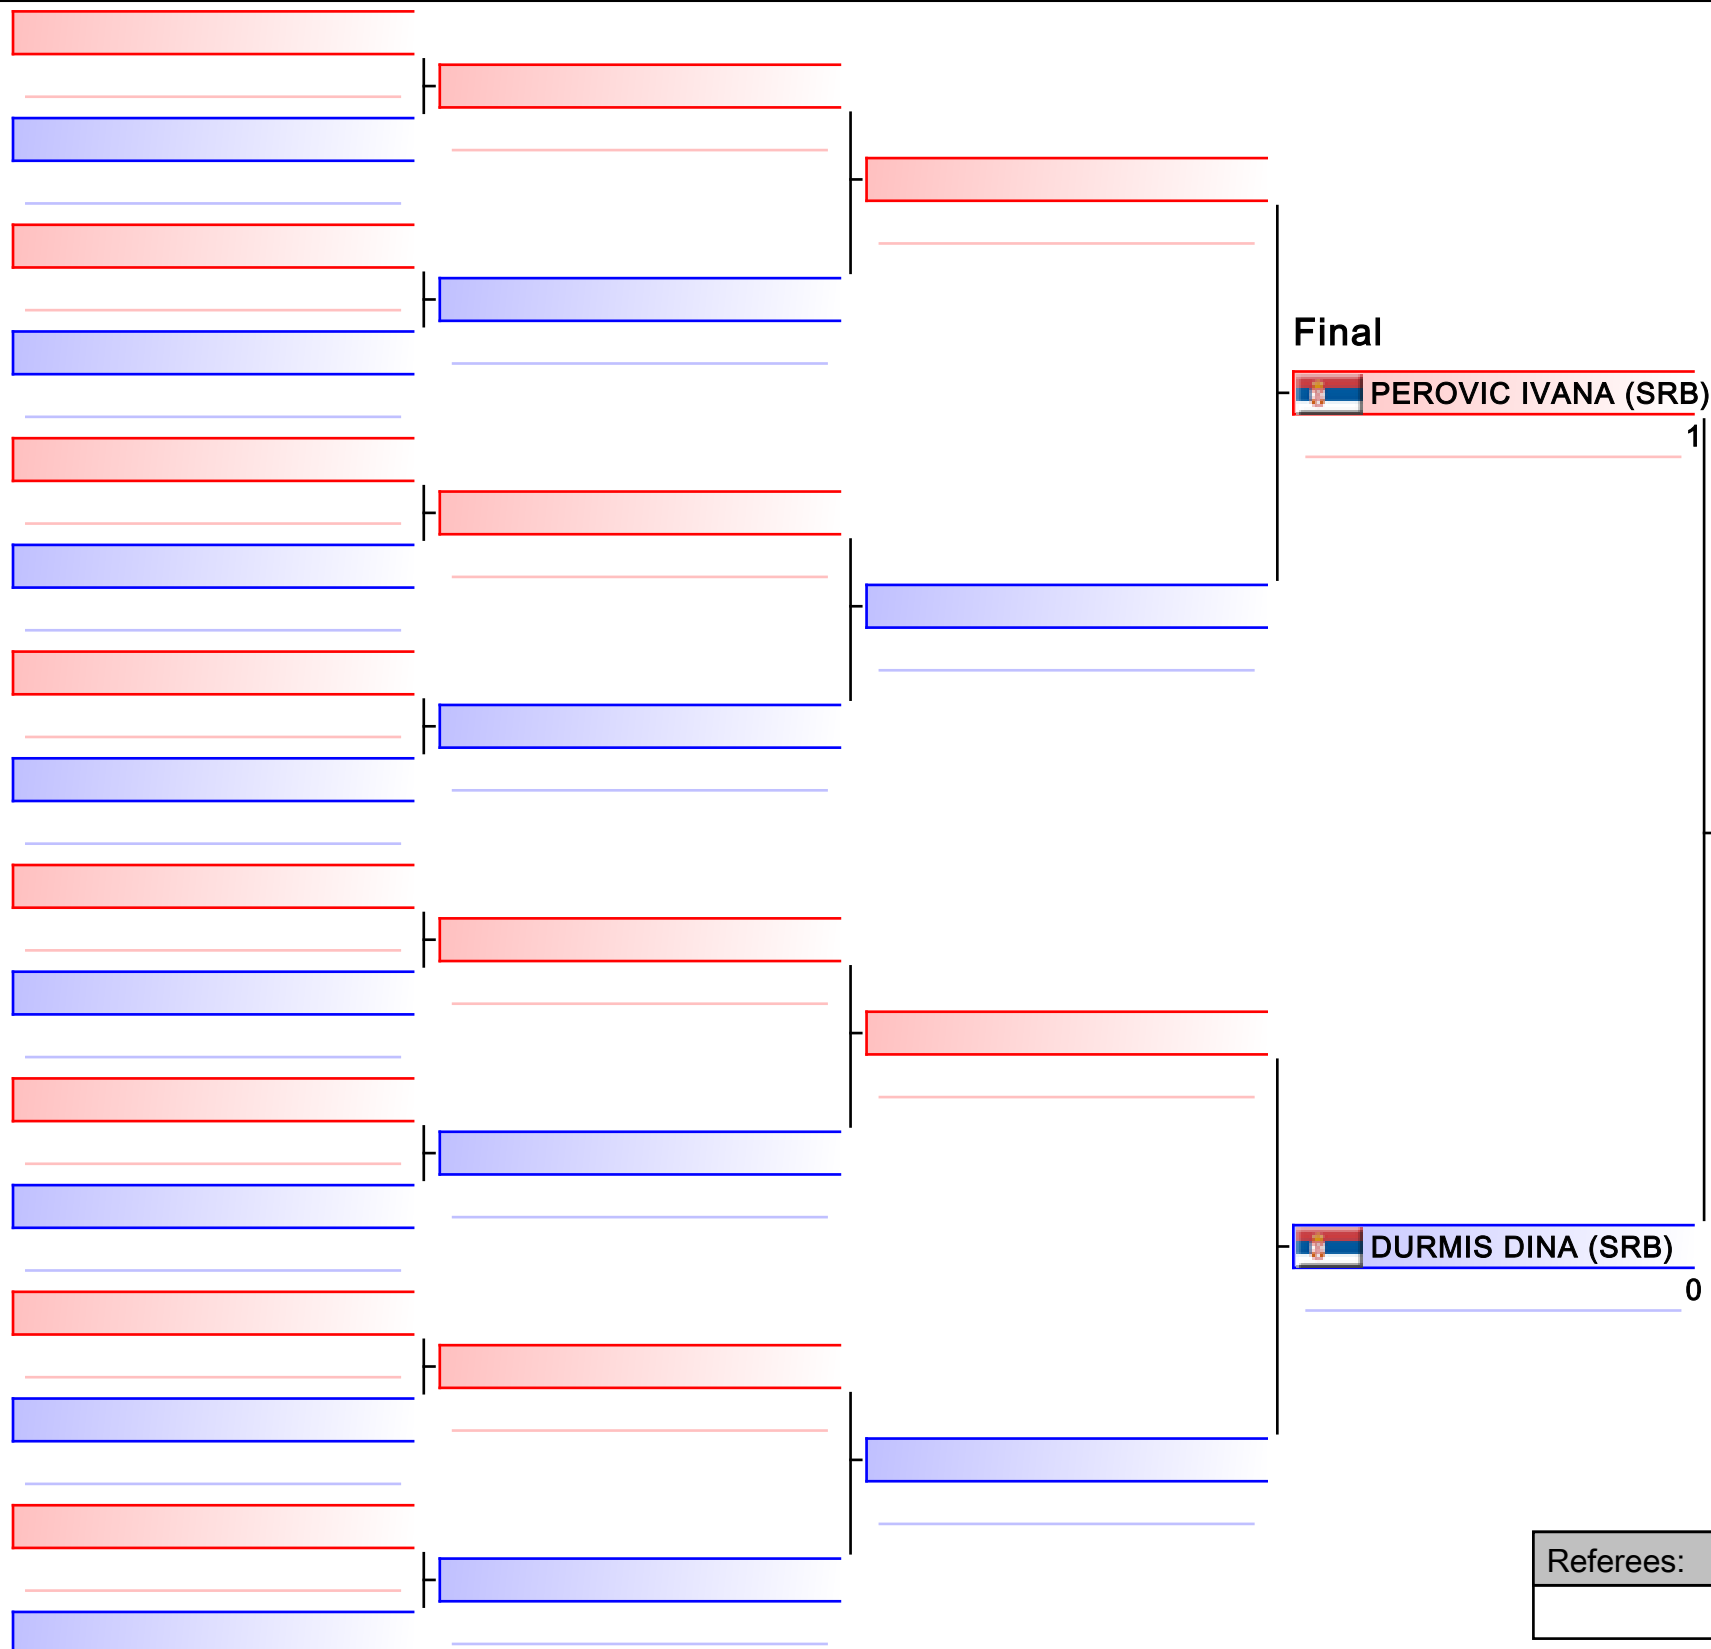 Final
PEROVIC IVANA (SRB)
1
DURMIS DINA (SRB)
0
Referees: